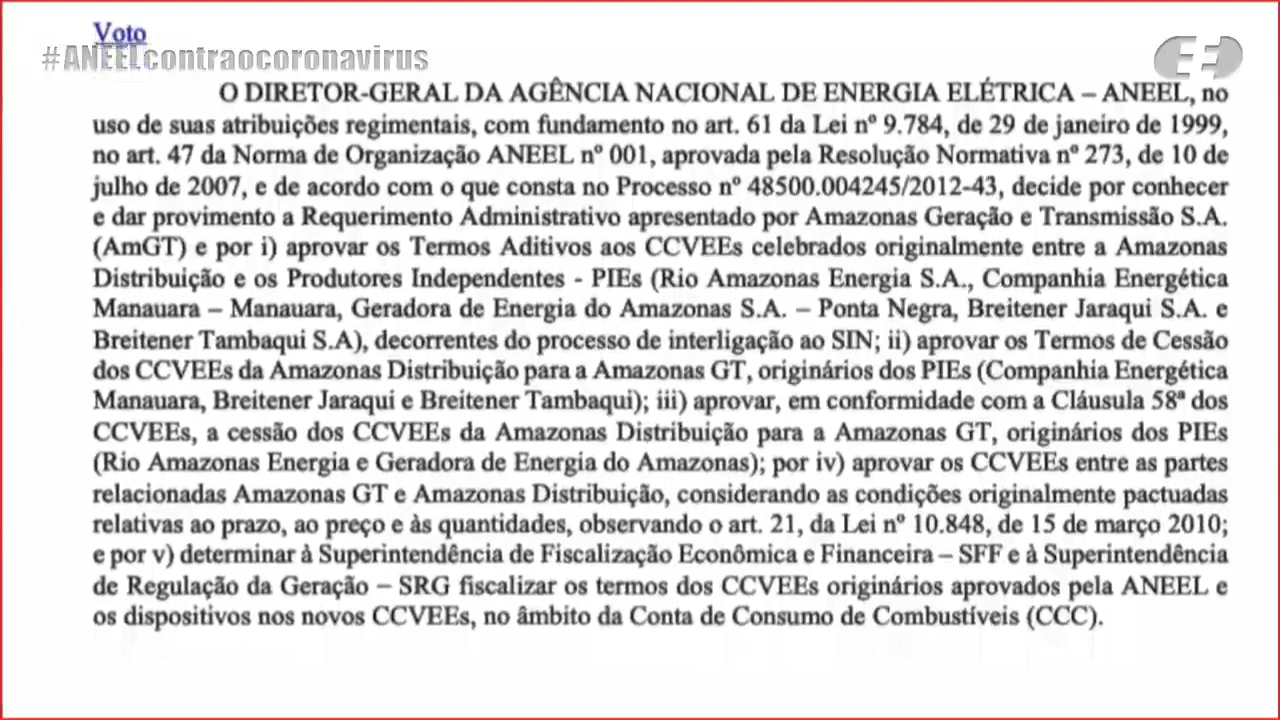 Voto
#ANEELcontraocoronavirus
O DIRETOR-GERAL DA AGÊNCIA NACIONAL DE ENERGIA ELÉTRICA – ANEEL, no
uso de suas atribuições regimentais, com fundamento no art. 61 da Lei nº 9.784, de 29 de janeiro de 1999,
no art. 47 da Norma de Organização ANEEL nº 001, aprovada pela Resolução Normativa nº 273, de 10 de
julho de 2007, e de acordo com o que consta no Processo nº 48500.004245/2012-43, decide por conhecer
e dar provimento a Requerimento Administrativo apresentado por Amazonas Geração e Transmissão S.A.
(AmGT) e por i) aprovar os Termos Aditivos aos CCVEEs celebrados originalmente entre a Amazonas
Distribuição e os Produtores Independentes - PIEs (Rio Amazonas Energia S.A., Companhia Energética
Manauara – Manauara, Geradora de Energia do Amazonas S.A. – Ponta Negra, Breitener Jaraqui S.A. e
Breitener Tambaqui S.A), decorrentes do processo de interligação ao SIN; ii) aprovar os Termos de Cessão
dos CCVEEs da Amazonas Distribuição para a Amazonas GT, originários dos PIEs (Companhia Energética
Manauara, Breitener Jaraqui e Breitener Tambaqui); iii) aprovar, em conformidade com a Cláusula 58ª dos
CCVEEs, a cessão dos CCVEEs da Amazonas Distribuição para a Amazonas GT, originários dos PIEs
(Rio Amazonas Energia e Geradora de Energia do Amazonas); por iv) aprovar os CCVEEs entre as partes
relacionadas Amazonas GT e Amazonas Distribuição, considerando as condições originalmente pactuadas
relativas ao prazo, ao preço e às quantidades, observando o art. 21, da Lei nº 10.848, de 15 de março 2010;
e por v) determinar à Superintendência de Fiscalização Econômica e Financeira – SFF e à Superintendência
de Regulação da Geração – SRG fiscalizar os termos dos CCVEEs originários aprovados pela ANEEL e
os dispositivos nos novos CCVEEs, no âmbito da Conta de Consumo de Combustíveis (CCC).